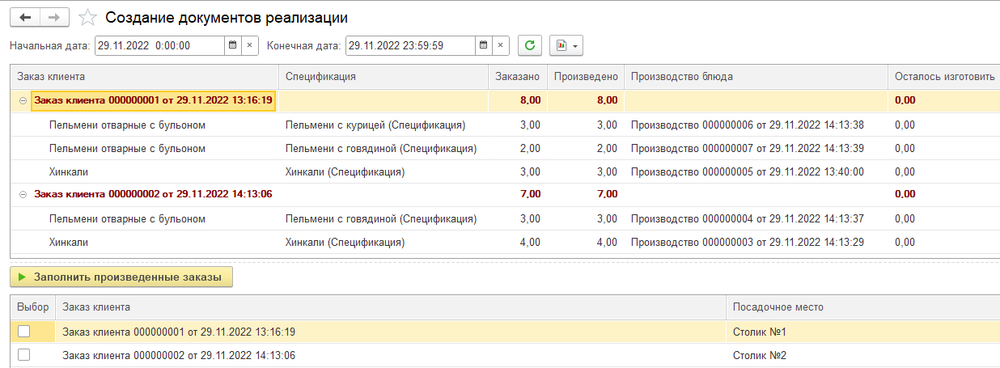 Создание документов реализации
Начальная дата: 29.11.2022 0:00:00 × Конечная дата: 29.11.2022 23:59:59 ×
Заказ клиента Спецификация Заказано Произведено Производство блюда Осталось изготовить
Заказ клиента 000000001 от 29.11.2022 13:16:19 8,00 8,00 0,00
Пельмени отварные с бульоном Пельмени с курицей (Спецификация) 3,00 3,00 Производство 000000006 от 29.11.2022 14:13:38 0,00
Пельмени отварные с бульоном Пельмени с говядиной (Спецификация) 2,00 2,00 Производство 000000007 от 29.11.2022 14:13:39 0,00
Хинкали Хинкали (Спецификация) 3,00 3,00 Производство 000000005 от 29.11.2022 13:40:00 0,00
Заказ клиента 000000002 от 29.11.2022 14:13:06 7,00 7,00 0,00
Пельмени отварные с бульоном Пельмени с говядиной (Спецификация) 3,00 3,00 Производство 000000004 от 29.11.2022 14:13:37 0,00
Хинкали Хинкали (Спецификация) 4,00 4,00 Производство 000000003 от 29.11.2022 14:13:29 0,00
Заполнить произведенные заказы
Выбор Заказ клиента Посадочное место
Заказ клиента 000000001 от 29.11.2022 13:16:19 Столик №1
Заказ клиента 000000002 от 29.11.2022 14:13:06 Столик №2